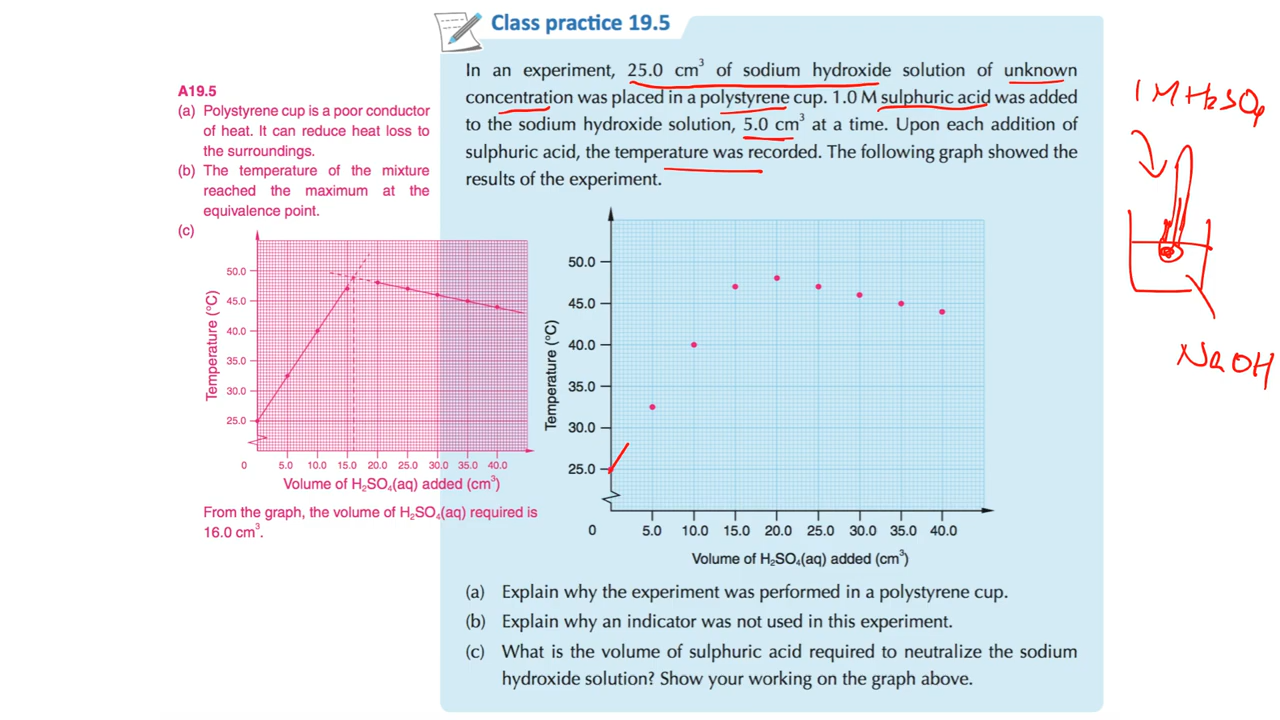 Class practice 19.5
In an experiment, 25.0 cm³ of sodium hydroxide solution of unknown
concentration was placed in a polystyrene cup. 1.0 M sulphuric acid was added
to the sodium hydroxide solution, 5.0 cm³ at a time. Upon each addition of
sulphuric acid, the temperature was recorded. The following graph showed the
results of the experiment.
A19.5
(a) Polystyrene cup is a poor conductor
of heat. It can reduce heat loss to
the surroundings.
(b) The temperature of the mixture
reached the maximum at the
equivalence point.
(c)
Temperature (°C)
50.0
45.0
40.0
35.0
30.0
25.0
0 5.0 10.0 15.0 20.0 25.0 30.0 35.0 40.0
Volume of H₂SO₄(aq) added (cm³)
From the graph, the volume of H₂SO₄(aq) required is
16.0 cm³.
Temperature (°C)
50.0
45.0
40.0
35.0
30.0
25.0
0 5.0 10.0 15.0 20.0 25.0 30.0 35.0 40.0
Volume of H₂SO₄(aq) added (cm³)
(a) Explain why the experiment was performed in a polystyrene cup.
(b) Explain why an indicator was not used in this experiment.
(c) What is the volume of sulphuric acid required to neutralize the sodium
hydroxide solution? Show your working on the graph above.
1M H₂SO₄
NaOH